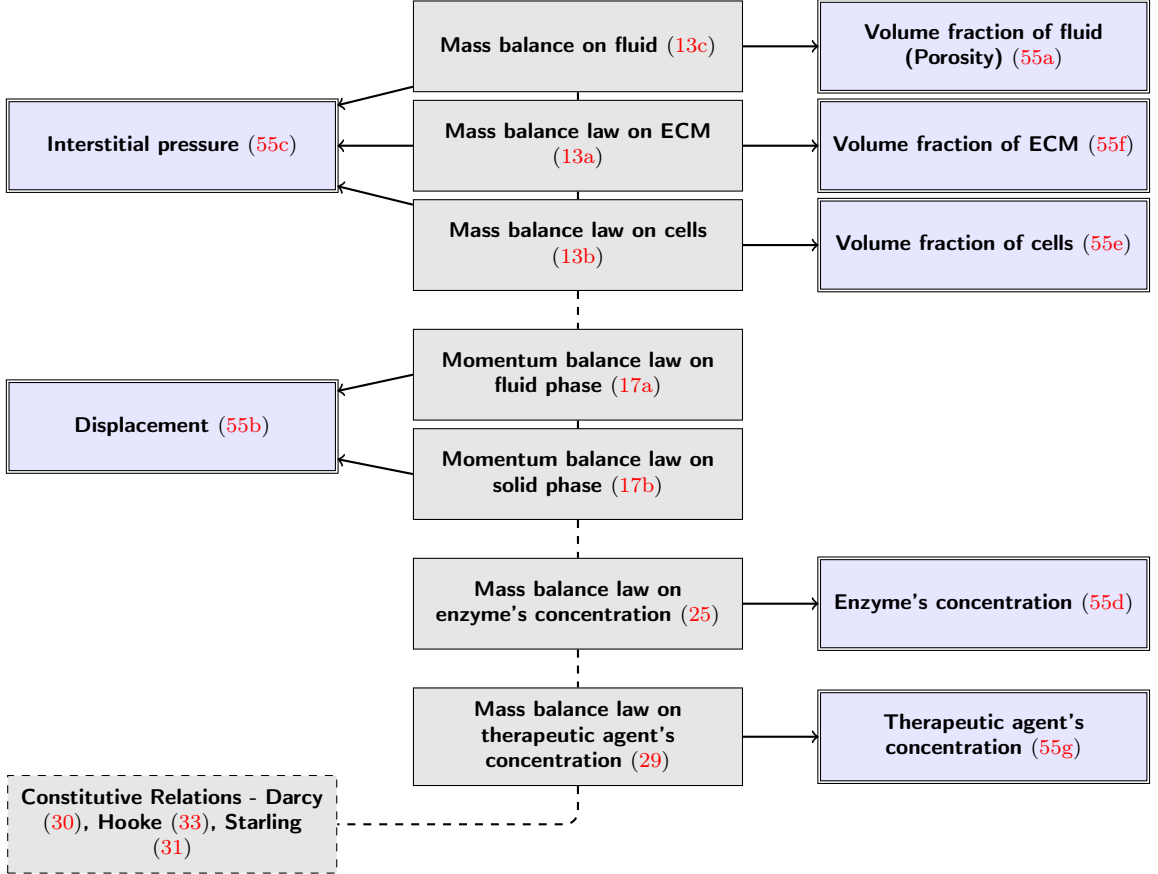 Mass balance on fluid (13c)
Volume fraction of fluid
(Porosity) (55a)
Interstitial pressure (55c)
Mass balance law on ECM
(13a)
Volume fraction of ECM (55f)
Mass balance law on cells
(13b)
Volume fraction of cells (55e)
Momentum balance law on
fluid phase (17a)
Displacement (55b)
Momentum balance law on
solid phase (17b)
Mass balance law on
enzyme's concentration (25)
Enzyme's concentration (55d)
Mass balance law on
therapeutic agent's
concentration (29)
Therapeutic agent's
concentration (55g)
Constitutive Relations - Darcy
(30), Hooke (33), Starling
(31)